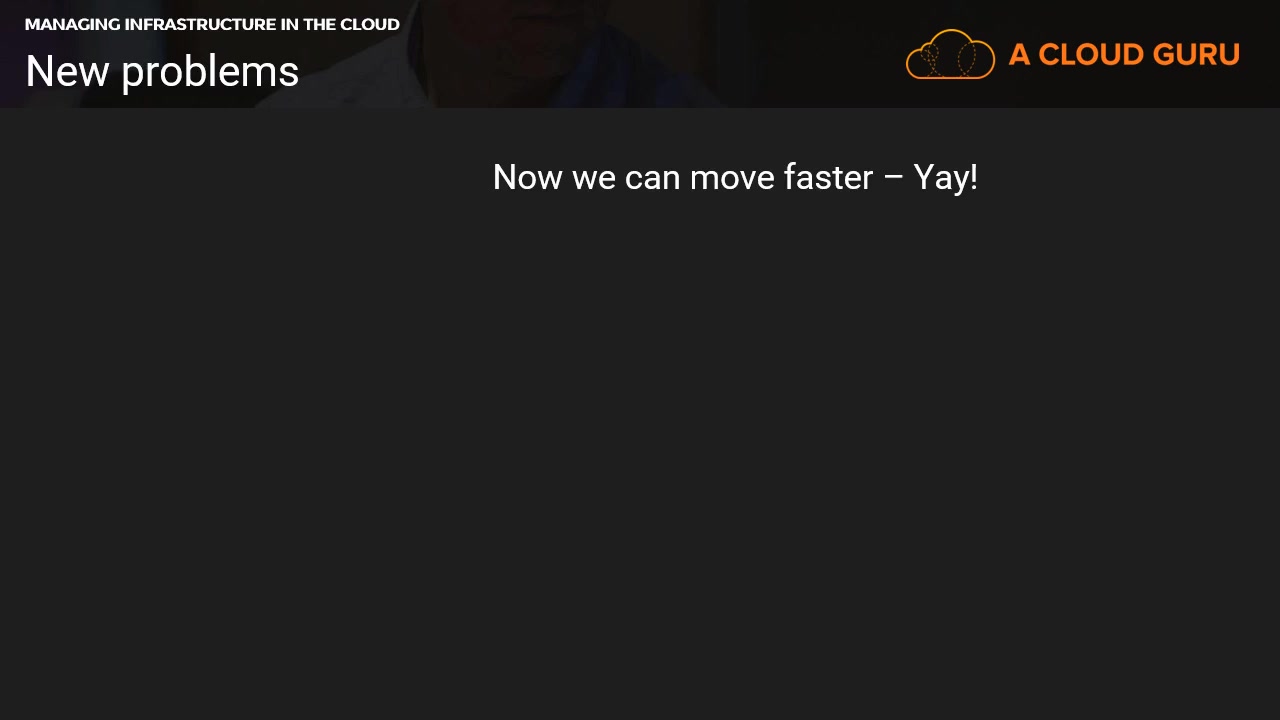 MANAGING INFRASTRUCTURE IN THE CLOUD
New problems
A CLOUD GURU
Now we can move faster – Yay!